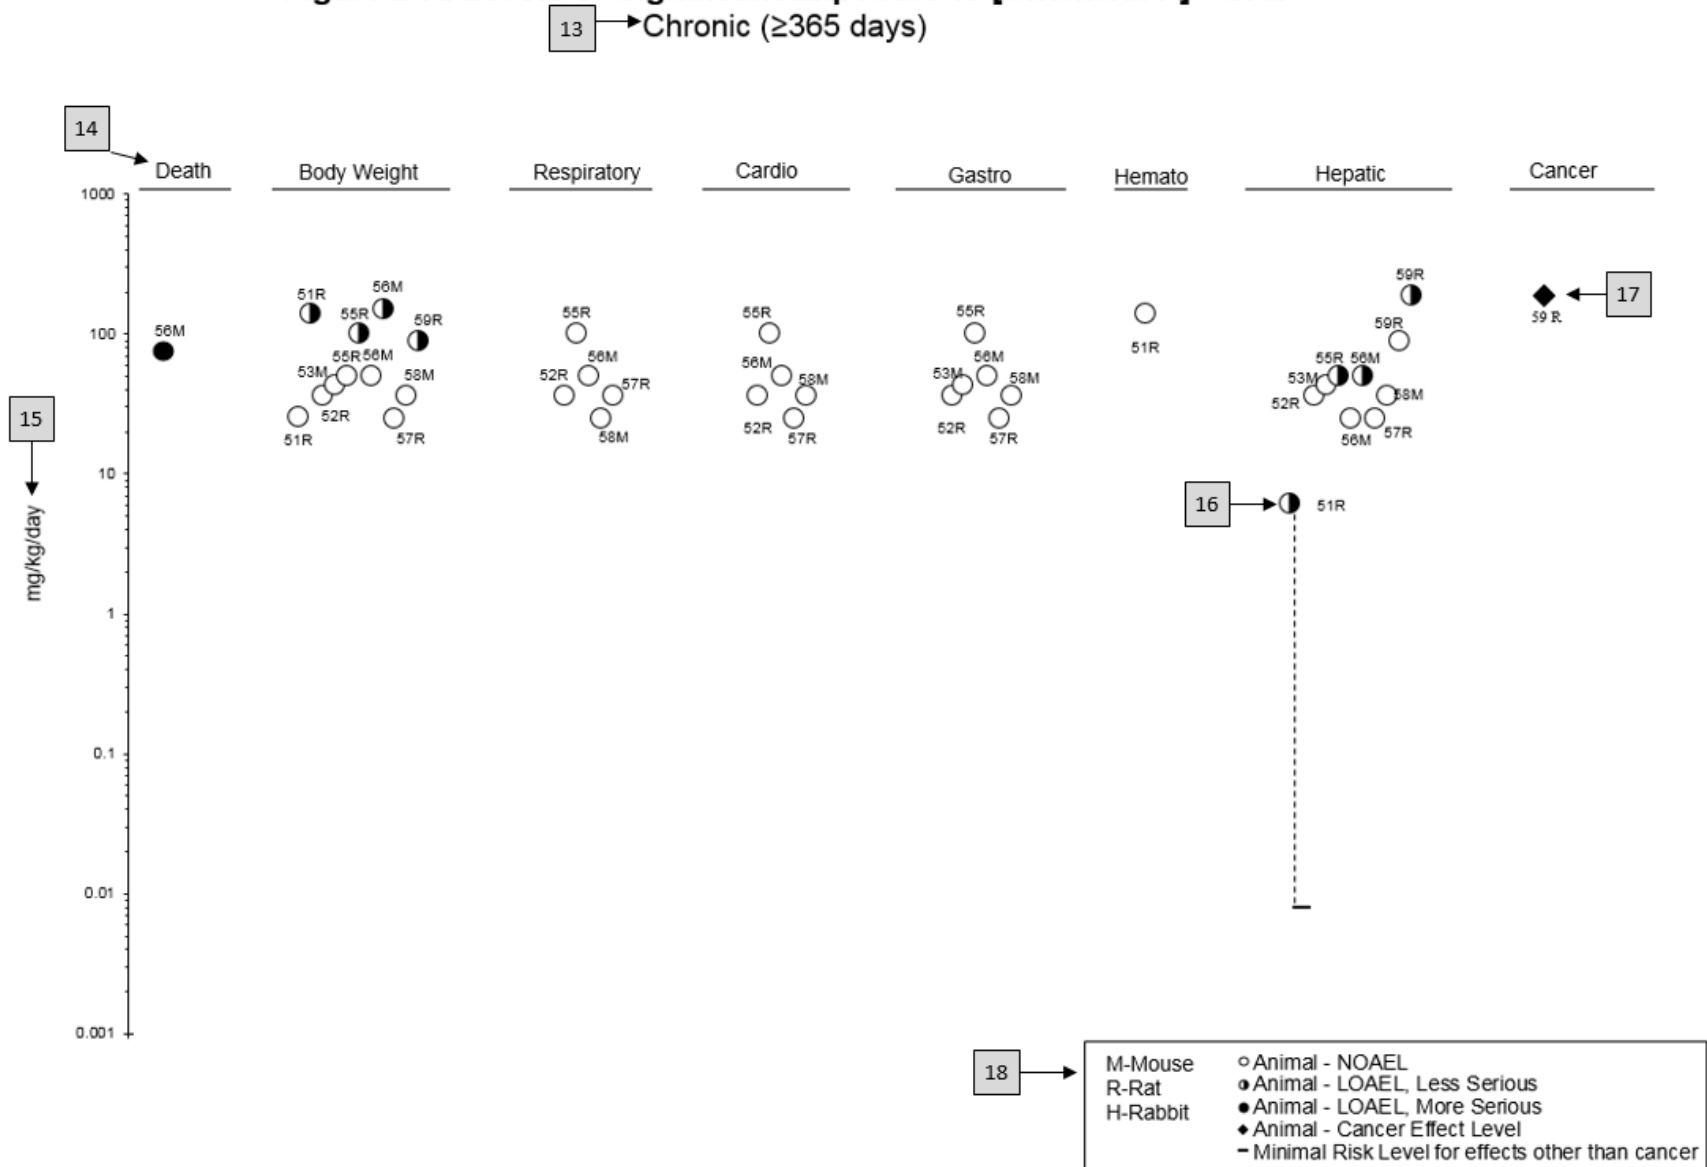 13 Chronic (≥365 days)
14
Death Body Weight Respiratory Cardio Gastro Hemato Hepatic Cancer
1000
59R
17
51R 56M
59 R
55R 59R 55R 55R 55R 59R
100
56M
51R
55R 56M 56M 56M 56M 55R 56M
53M 58M 52R 57R 58M 53M 58M 53M 58M
52R 52R
51R 57R 58M 52R 57R 52R 57R 56M 57R
15
10
16 51R
mg/kg/day
1
0.1
0.01
0.001
18
M-Mouse
R-Rat
H-Rabbit
Animal - NOAEL
Animal - LOAEL, Less Serious
Animal - LOAEL, More Serious
Animal - Cancer Effect Level
Minimal Risk Level for effects other than cancer